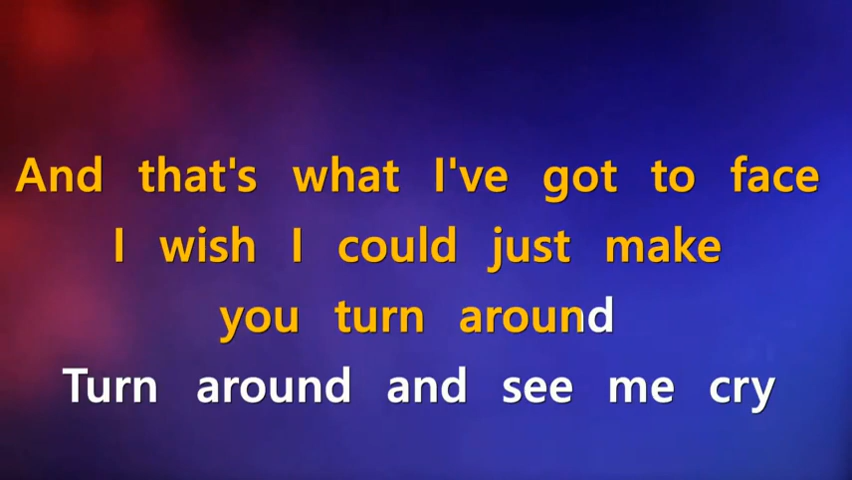 And that's what I've got to face
I wish I could just make
you turn around
Turn around and see me cry